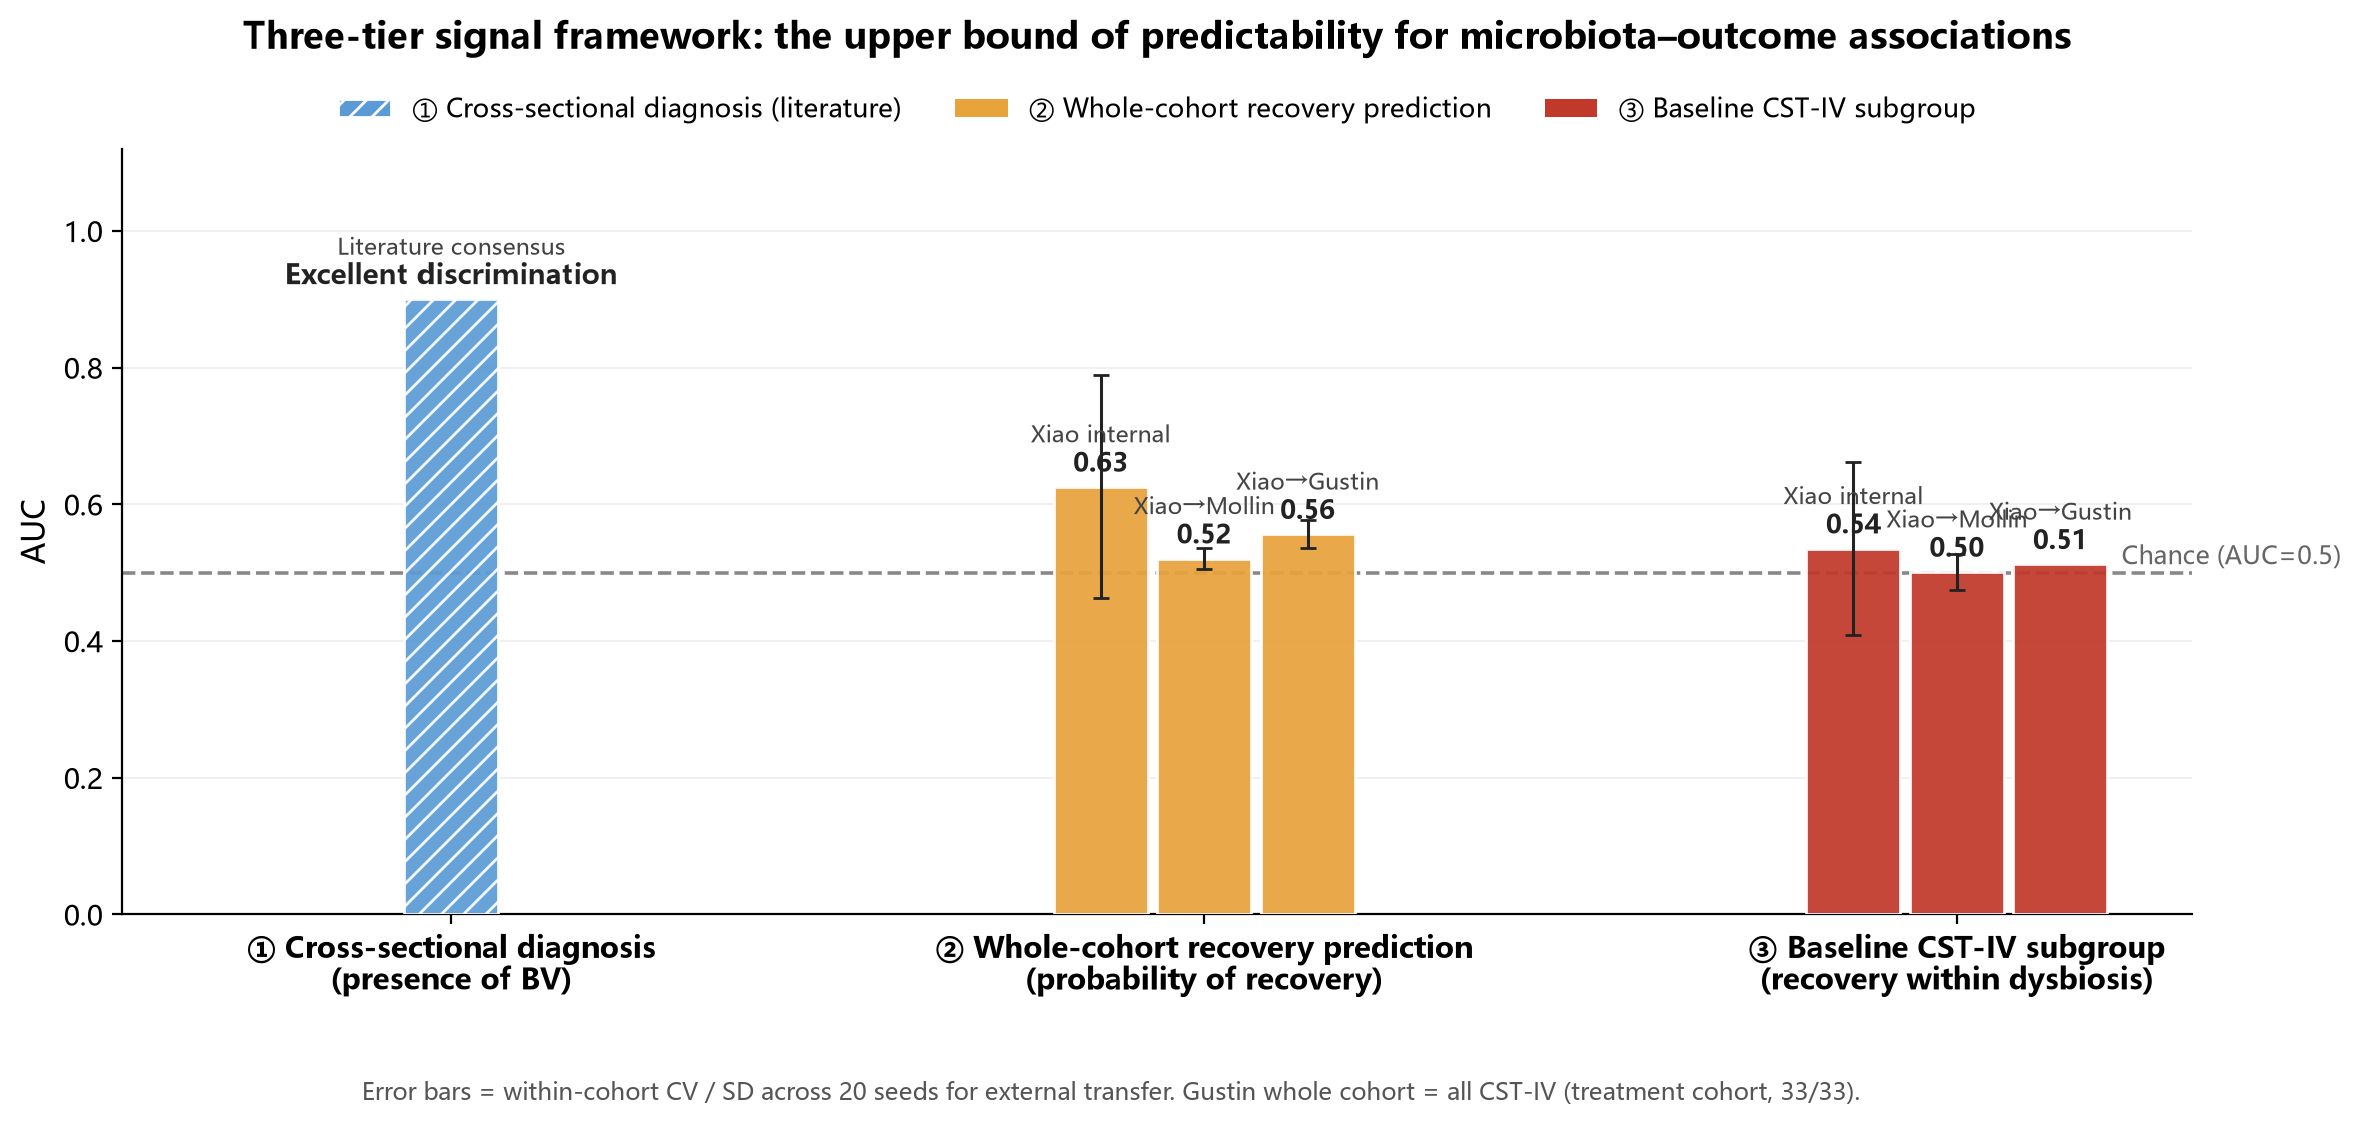 Three-tier signal framework: the upper bound of predictability for microbiota–outcome associations
① Cross-sectional diagnosis (literature)
② Whole-cohort recovery prediction
③ Baseline CST-IV subgroup
AUC
1.0
0.8
0.6
0.4
0.2
0.0
Literature consensus
Excellent discrimination
Xiao internal
0.63
Xiao→Mollin
0.52
Xiao→Gustin
0.56
Xiao internal
0.54
Xiao→Mollin
0.50
Xiao→Gustin
0.51
Chance (AUC=0.5)
① Cross-sectional diagnosis
(presence of BV)
② Whole-cohort recovery prediction
(probability of recovery)
③ Baseline CST-IV subgroup
(recovery within dysbiosis)
Error bars = within-cohort CV / SD across 20 seeds for external transfer. Gustin whole cohort = all CST-IV (treatment cohort, 33/33).